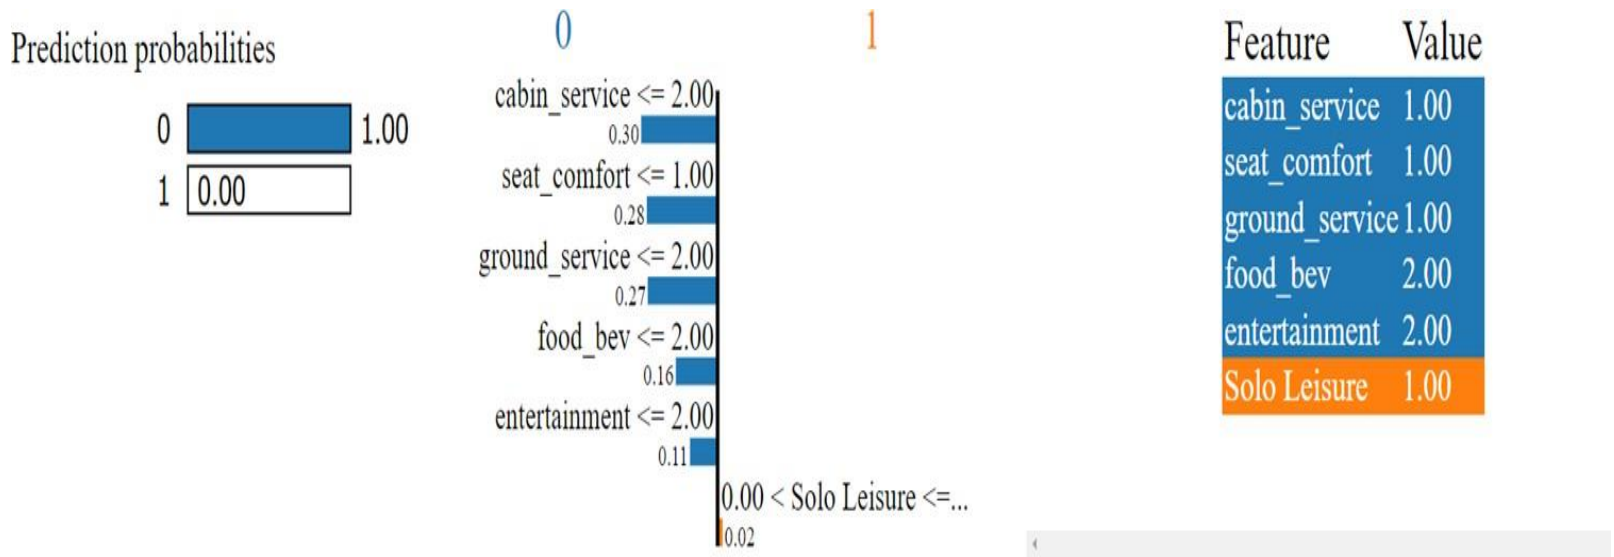 Prediction probabilities
0 1.00
1 0.00
0 1
cabin_service <= 2.00
0.30
seat_comfort <= 1.00
0.28
ground_service <= 2.00
0.27
food_bev <= 2.00
0.16
entertainment <= 2.00
0.11
0.00 < Solo Leisure <=...
0.02
Feature Value
cabin_service 1.00
seat_comfort 1.00
ground_service 1.00
food_bev 2.00
entertainment 2.00
Solo Leisure 1.00